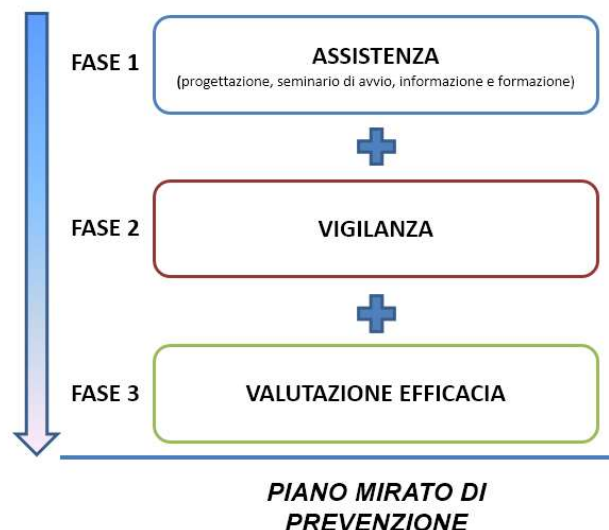 FASE 1
ASSISTENZA
(progettazione, seminario di avvio, informazione e formazione)
FASE 2
VIGILANZA
FASE 3
VALUTAZIONE EFFICACIA
PIANO MIRATO DI
PREVENZIONE